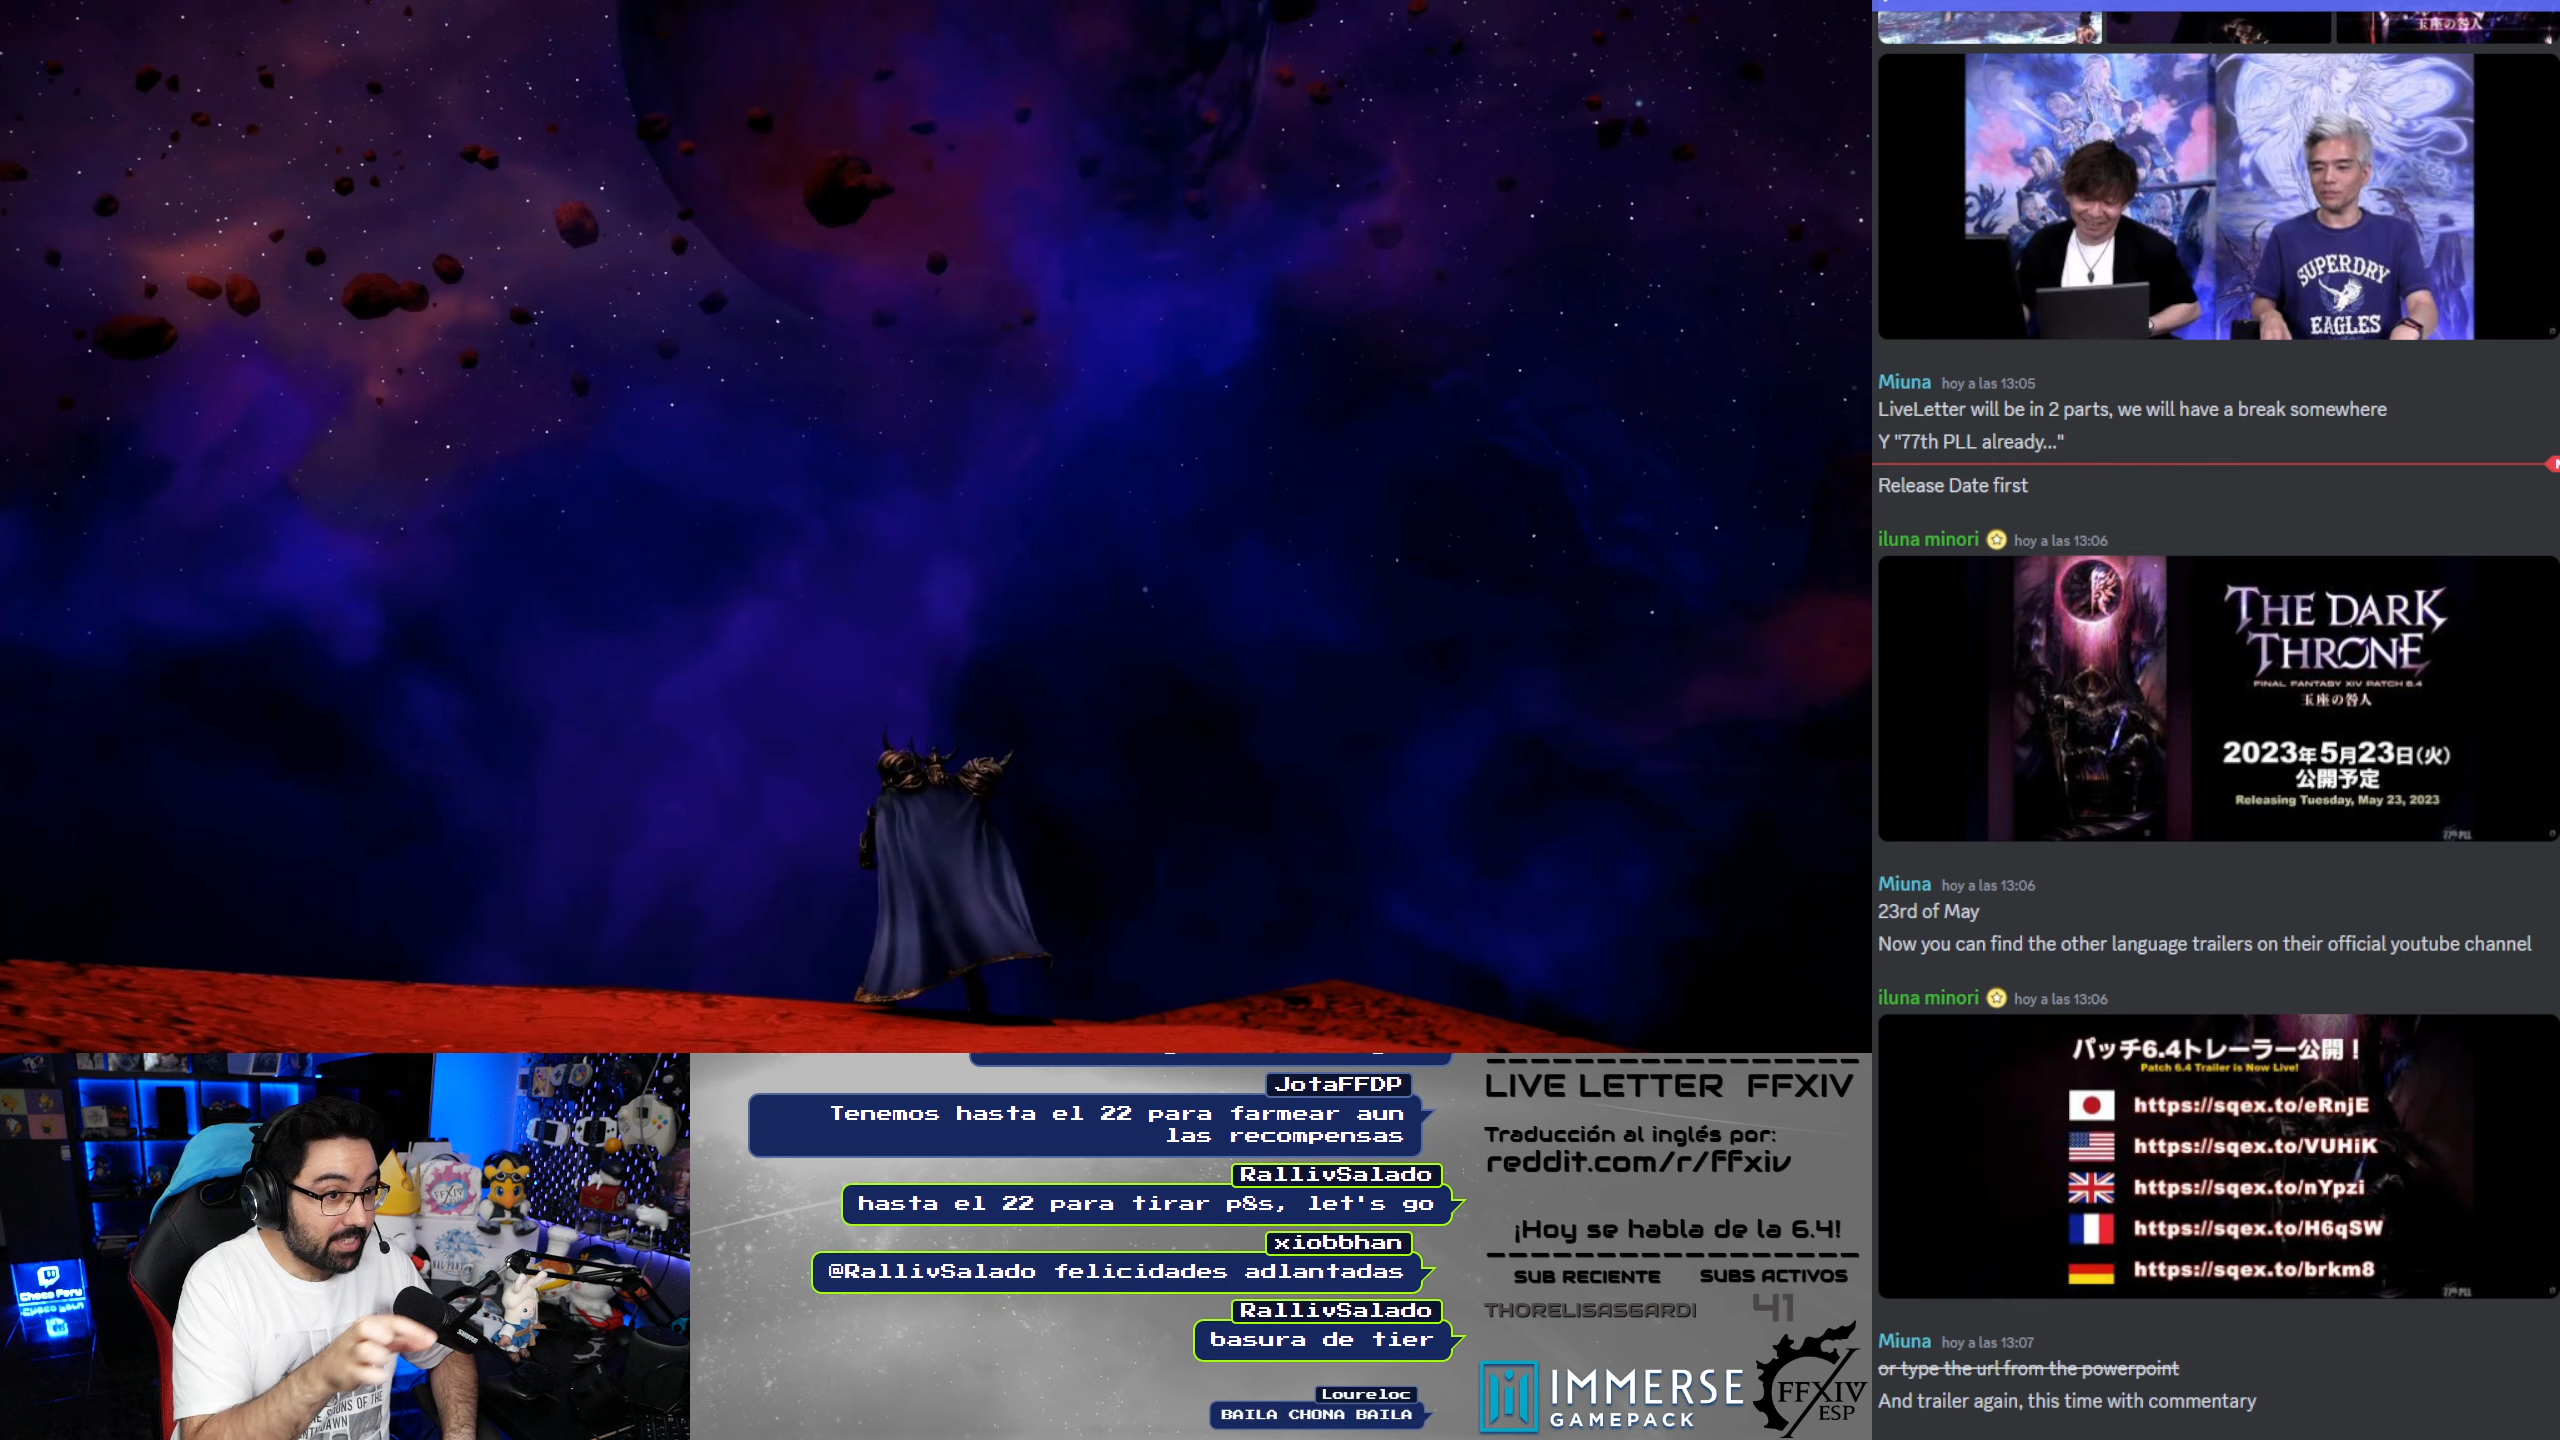 玉座の咎人
SUPERDRY
EAGLES
Miuna hoy a las 13:05
LiveLetter will be in 2 parts, we will have a break somewhere
Y "77th PLL already..."
Release Date first
iluna minori hoy a las 13:06
THE DARK
THRONE
FINAL FANTASY XIV PATCH 6.4
玉座の咎人
2023年5月23日(火)
公開予定
Releasing Tuesday, May 23, 2023
Miuna hoy a las 13:06
23rd of May
Now you can find the other language trailers on their official youtube channel
iluna minori hoy a las 13:06
パッチ6.4トレーラー公開！
Patch 6.4 Trailer is Now Live!
https://sqex.to/eRnjE
https://sqex.to/VUHiK
https://sqex.to/nYpzi
https://sqex.to/H6qSW
https://sqex.to/brkm8
Miuna hoy a las 13:07
or type the url from the powerpoint
And trailer again, this time with commentary
JotaFFDP
Tenemos hasta el 22 para farmear aun
las recompensas
RallivSalado
hasta el 22 para tirar p8s, let's go
xiobbhan
@RallivSalado felicidades adlantadas
RallivSalado
basura de tier
Loureloc
BAILA CHONA BAILA
LIVE LETTER FFXIV
Traducción al inglés por:
reddit.com/r/ffxiv
¡Hoy se habla de la 6.4!
SUB RECIENTE SUBS ACTIVOS
THORELISASGARDI 41
IMMERSE
GAMEPACK
FFXIV
ESP
SHURE